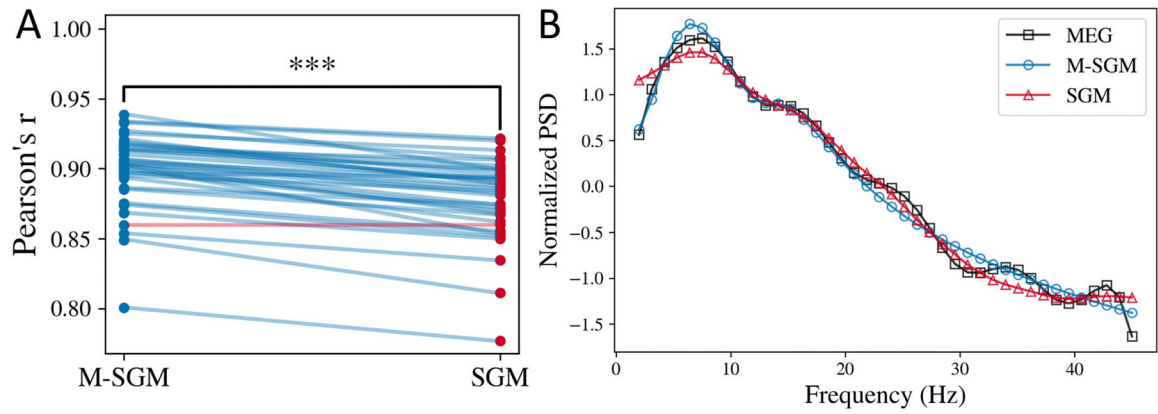 A
1.00
0.95
0.90
0.85
0.80
Pearson's r
***
M-SGM
SGM
B
1.5
1.0
0.5
0.0
−0.5
−1.0
−1.5
Normalized PSD
MEG
M-SGM
SGM
0
10
20
30
40
Frequency (Hz)